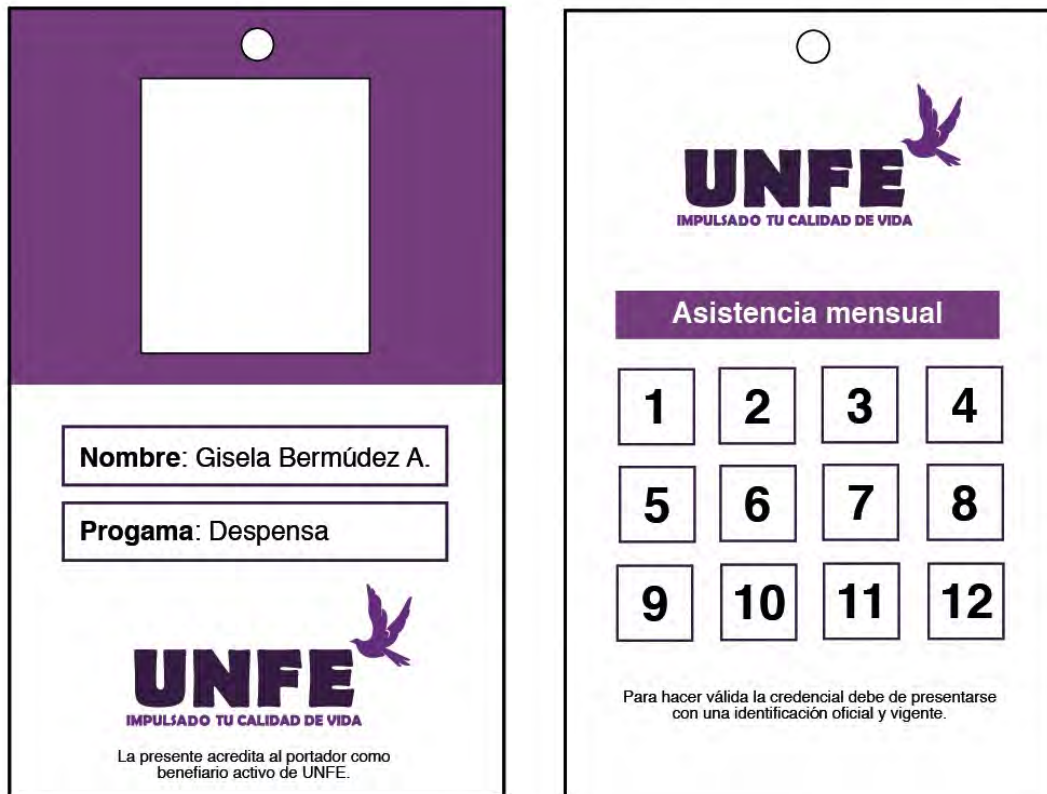 Nombre: Gisela Bermúdez A.
Progama: Despensa
UNFE
IMPULSADO TU CALIDAD DE VIDA
La presente acredita al portador como
benefiario activo de UNFE.
UNFE
IMPULSADO TU CALIDAD DE VIDA
Asistencia mensual
1 2 3 4
5 6 7 8
9 10 11 12
Para hacer válida la credencial debe de presentarse
con una identificación oficial y vigente.